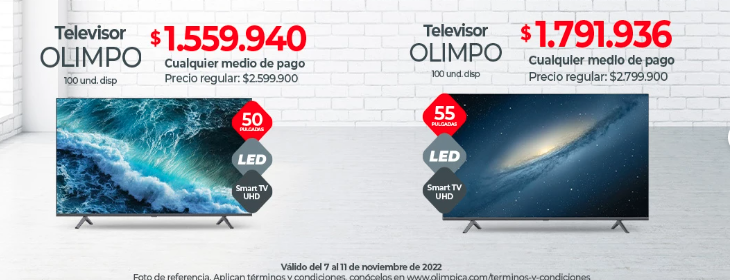 Televisor
OLIMPO
100 und. disp
$1.559.940
Cualquier medio de pago
Precio regular: $2.599.900
50
PULGADAS
LED
Smart TV
UHD
Televisor
OLIMPO
100 und. disp
$1.791.936
Cualquier medio de pago
Precio regular: $2.799.900
55
PULGADAS
LED
Smart TV
UHD
Válido del 7 al 11 de noviembre de 2022
Foto de referencia. Aplican términos y condiciones, conócelos en www.olimpica.com/terminos-y-condiciones